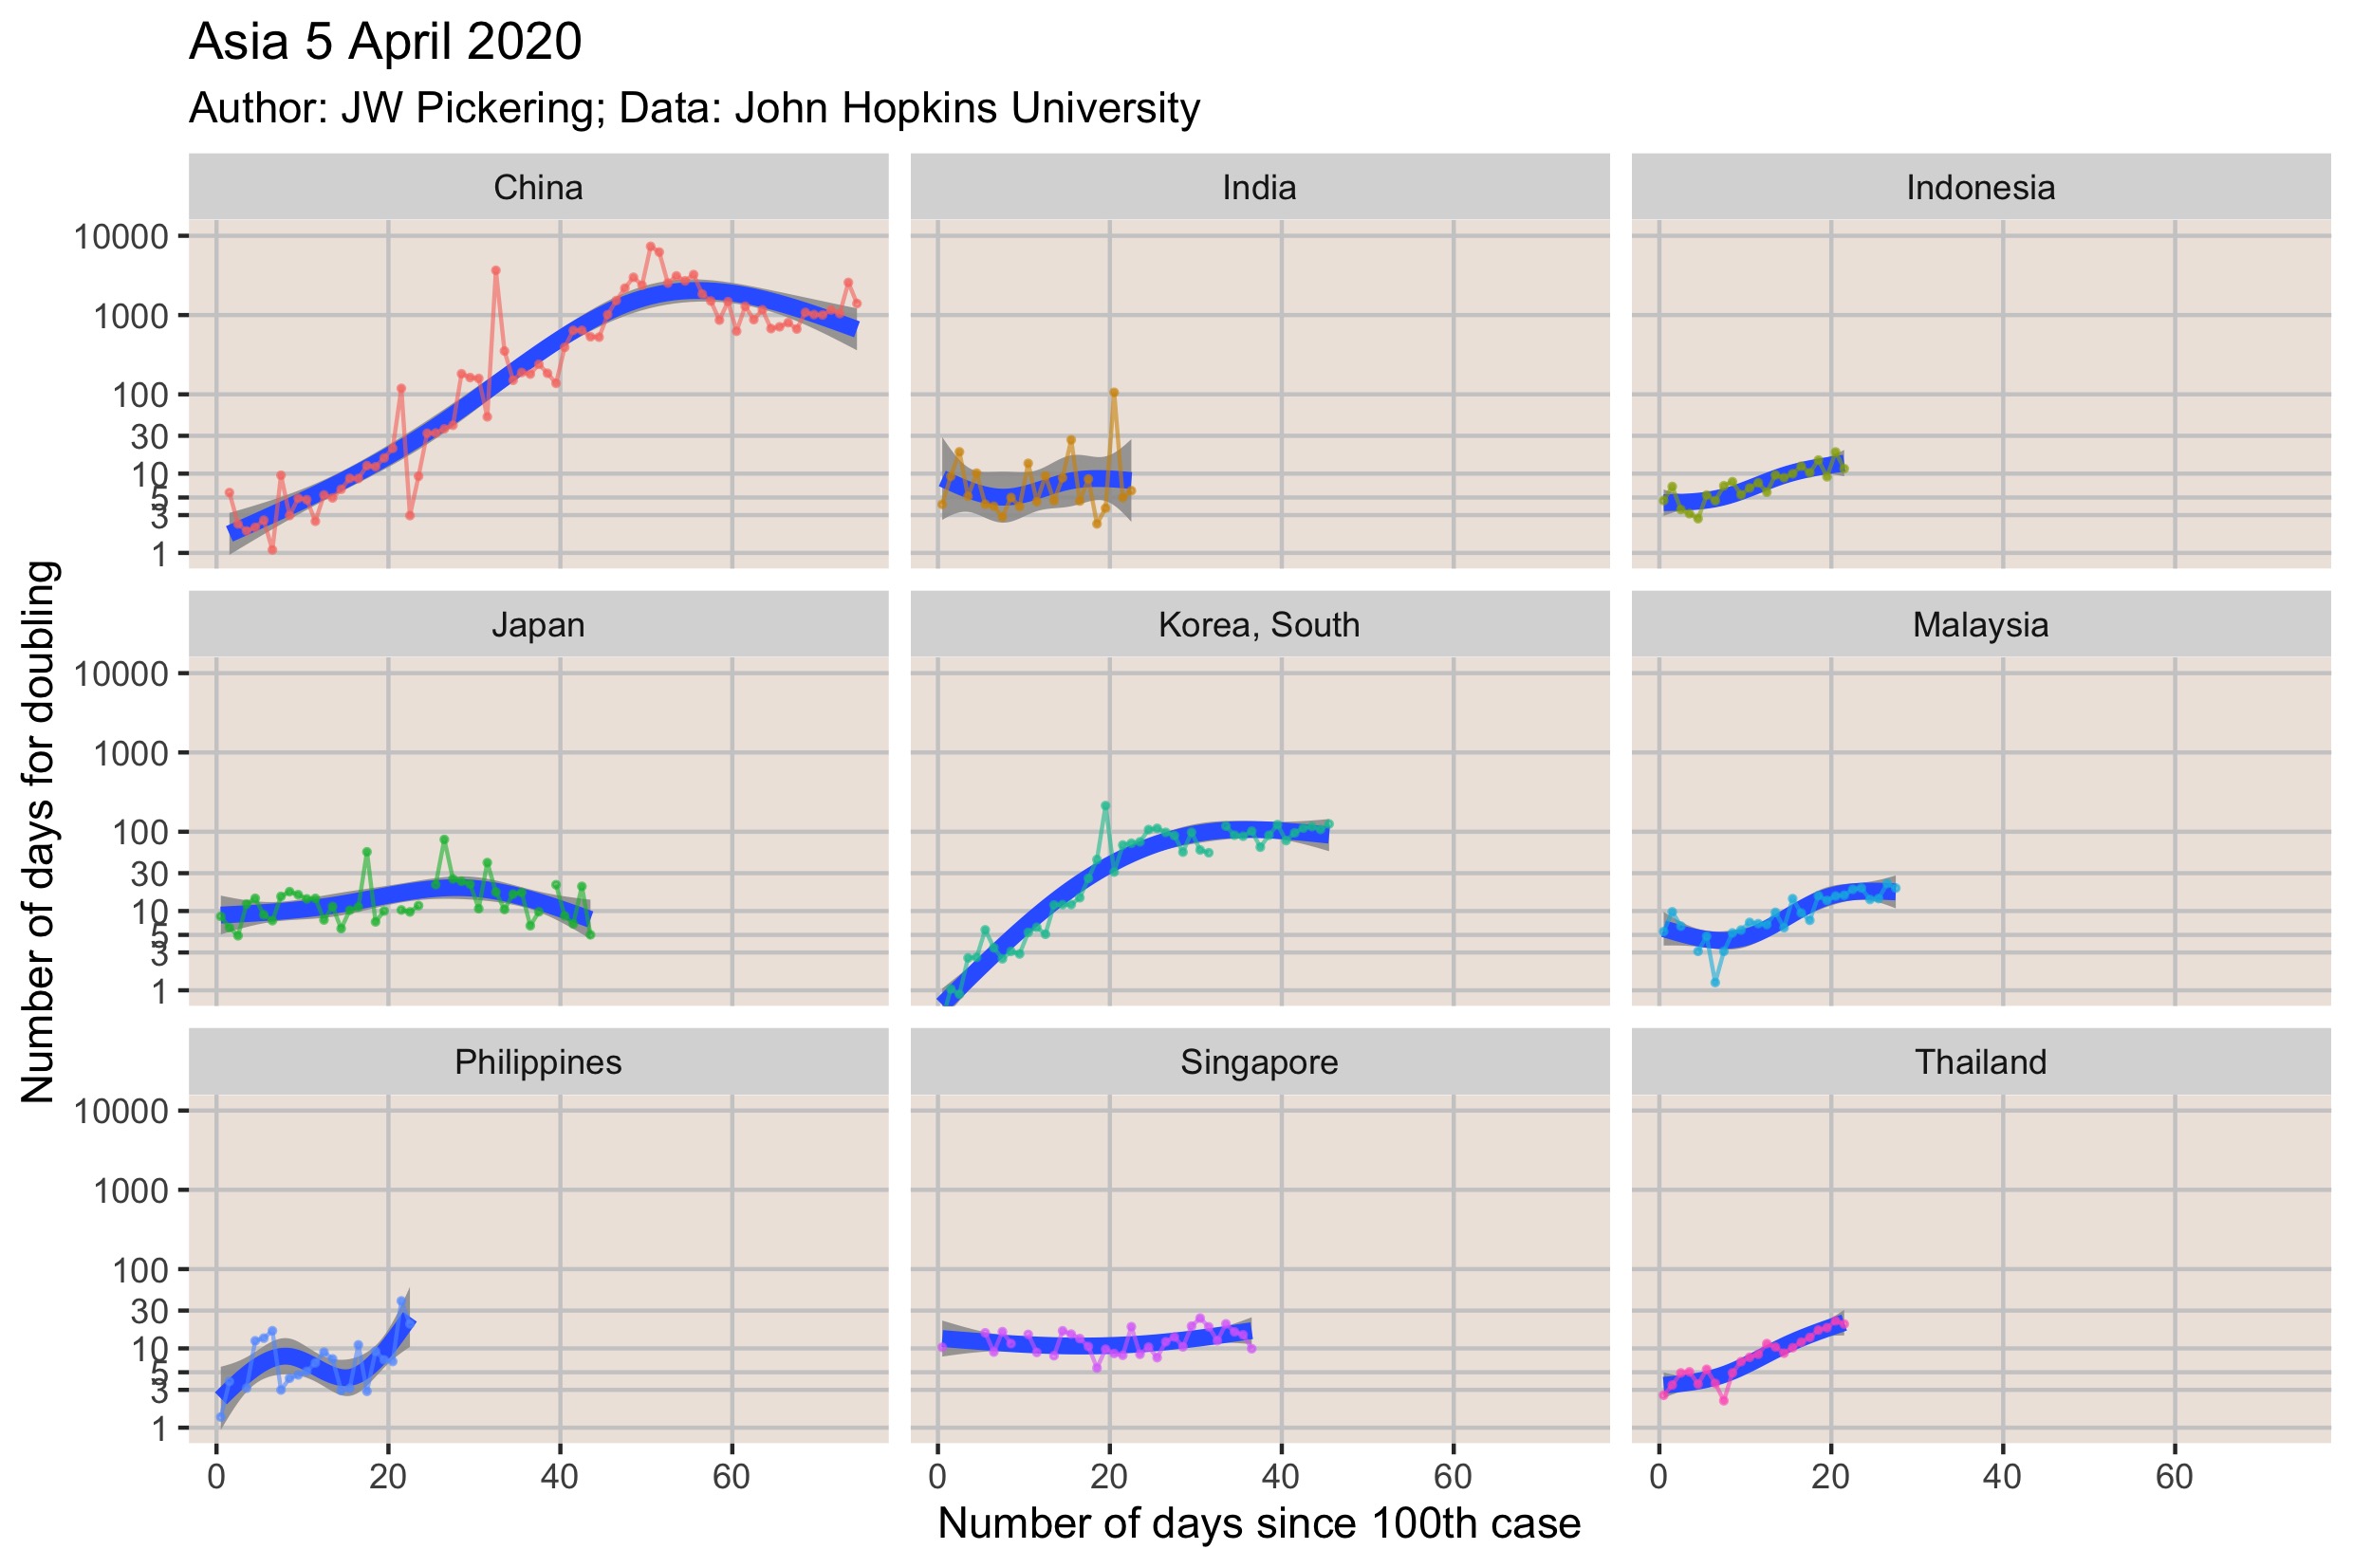 Asia 5 April 2020
Author: JW Pickering; Data: John Hopkins University
China
India
Indonesia
10000
1000
100
30
10
5
3
1
Japan
Korea, South
Malaysia
10000
1000
100
30
10
5
3
1
Philippines
Singapore
Thailand
10000
1000
100
30
10
5
3
1
Number of days for doubling
0 20 40 60
0 20 40 60
0 20 40 60
Number of days since 100th case